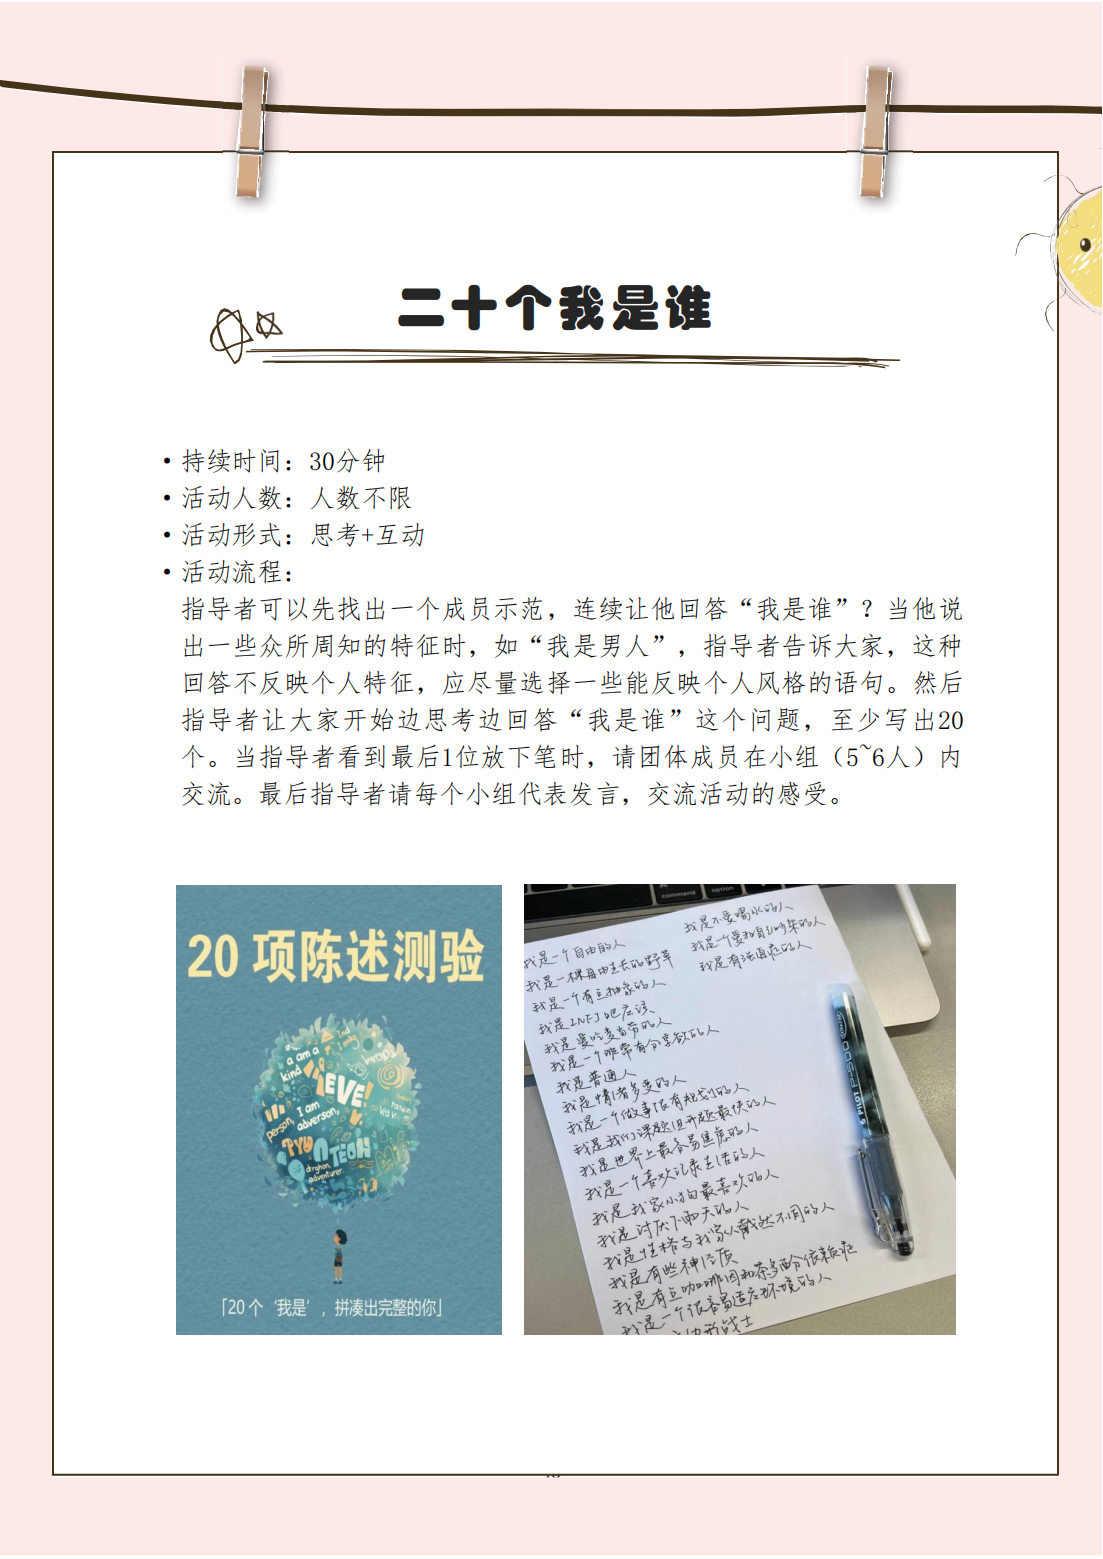 二十个我是谁
•持续时间：30分钟
•活动人数：人数不限
•活动形式：思考+互动
•活动流程：
指导者可以先找出一个成员示范，连续让他回答“我是谁”？当他说
出一些众所周知的特征时，如“我是男人”，指导者告诉大家，这种
回答不反映个人特征，应尽量选择一些能反映个人风格的语句。然后
指导者让大家开始边思考边回答“我是谁”这个问题，至少写出20
个。当指导者看到最后1位放下笔时，请团体成员在小组（5~6人）内
交流。最后指导者请每个小组代表发言，交流活动的感受。
20 项陈述测验
a am a
kind
I am
person,
adverson,
adventurer.
「20个‘我是’，拼凑出完整的你」
command
option
我是不爱喝水的人
我是一个爱和自己吵架的人
我是有强迫症的人
我是一个自由的人
我是一棵自由生长的野草
我是一个有点抽象的人
我是INFJ吧应该
我是爱吃麦当劳的人
我是一个非常有分享欲的人
我是普通人
我是情绪多变的人
我是一个做事很有规划的人
我是我们课题组开题最快的人
我是世界上最容易焦虑的人
我是一个喜欢记录生活的人
我是我家小狗最喜欢的人
我是讨厌下雨天的人
我是性格与我家人截然不同的人
我是有些神经质
我是有点咖啡因和茶多酚依赖症
我是一个很容易适应环境的人
PILOT P500